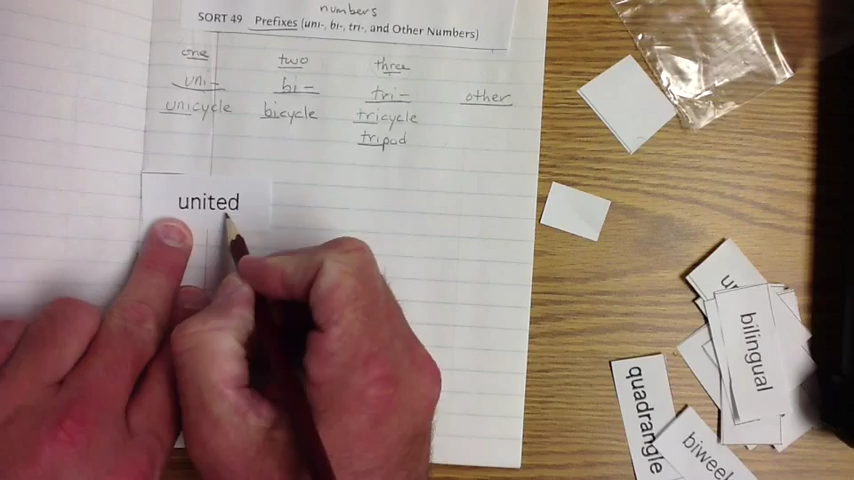 numbers
SORT 49 Prefixes (uni-, bi-, tri-, and Other Numbers)
one two three
uni- bi- tri- other
unicycle bicycle tricycle
tripod
united
bilingual
quadrangle